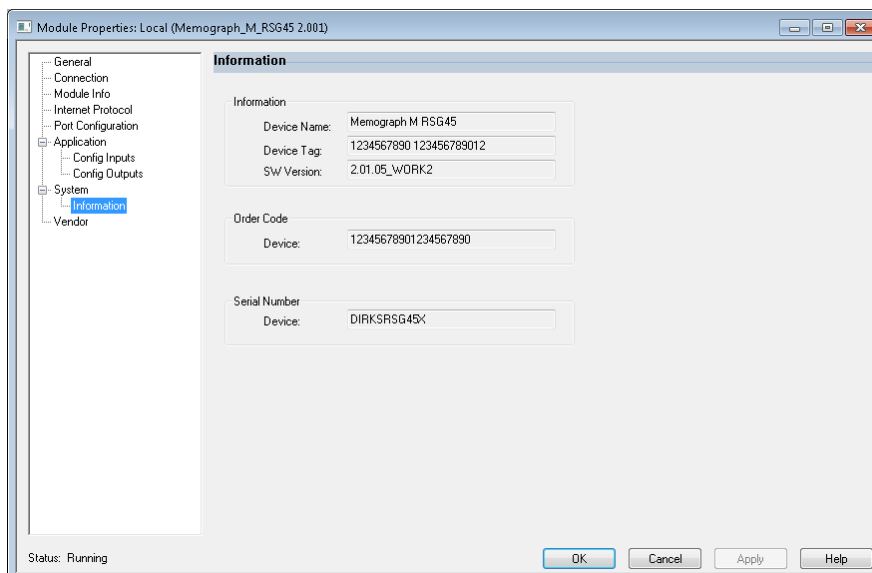 Module Properties: Local (Memograph_M_RSG45 2.001)
General
Connection
Module Info
Internet Protocol
Port Configuration
Application
Config Inputs
Config Outputs
System
Information
Vendor
Information
Information
Device Name: Memograph M RSG45
Device Tag: 1234567890 123456789012
SW Version: 2.01.05_WORK2
Order Code
Device: 12345678901234567890
Serial Number
Device: DIRKSRSG45X
Status: Running
OK Cancel Apply Help